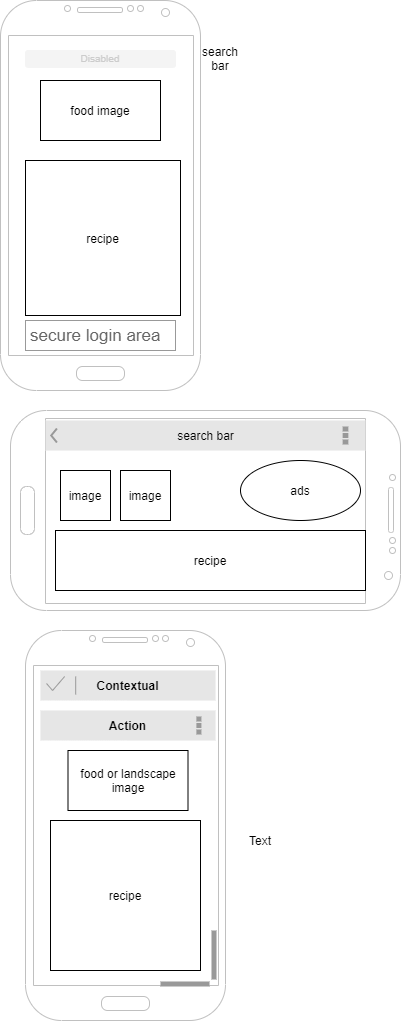 Disabled
search
bar
food image
recipe
secure login area
search bar
image
image
ads
recipe
Contextual
Action
food or landscape
image
Text
recipe